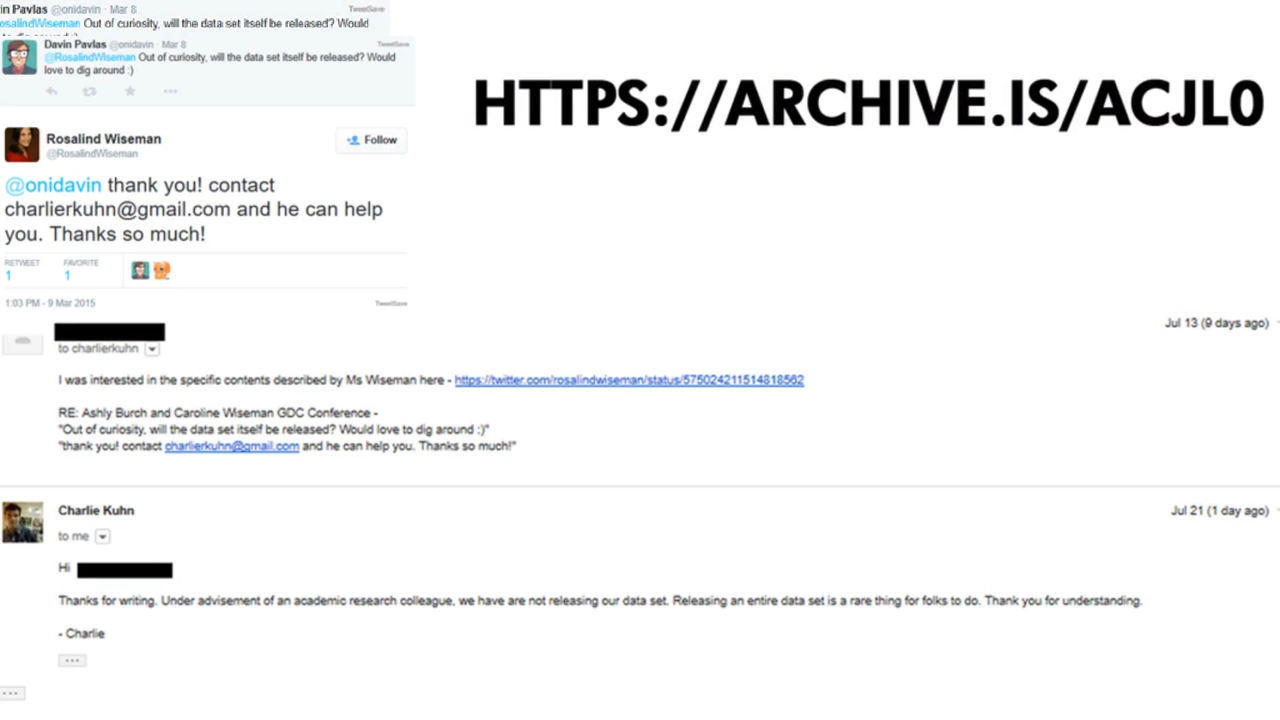 in Pavlas @onidavin · Mar 8 TweetSave
osalindWiseman Out of curiosity, will the data set itself be released? Would
Davin Pavlas @onidavin · Mar 8 TweetSave
@RosalindWiseman Out of curiosity, will the data set itself be released? Would
love to dig around :)
HTTPS://ARCHIVE.IS/ACJL0
Rosalind Wiseman Follow
@RosalindWiseman
@onidavin thank you! contact
charlierkuhn@gmail.com and he can help
you. Thanks so much!
RETWEET FAVORITE
1 1
1:03 PM - 9 Mar 2015 TweetSave
Jul 13 (9 days ago)
to charlierkuhn
I was interested in the specific contents described by Ms Wiseman here - https://twitter.com/rosalindwiseman/status/575024211514818562
RE: Ashly Burch and Caroline Wiseman GDC Conference -
"Out of curiosity, will the data set itself be released? Would love to dig around :)"
"thank you! contact charlierkuhn@gmail.com and he can help you. Thanks so much!"
Charlie Kuhn Jul 21 (1 day ago)
to me
Hi
Thanks for writing. Under advisement of an academic research colleague, we have are not releasing our data set. Releasing an entire data set is a rare thing for folks to do. Thank you for understanding.
- Charlie